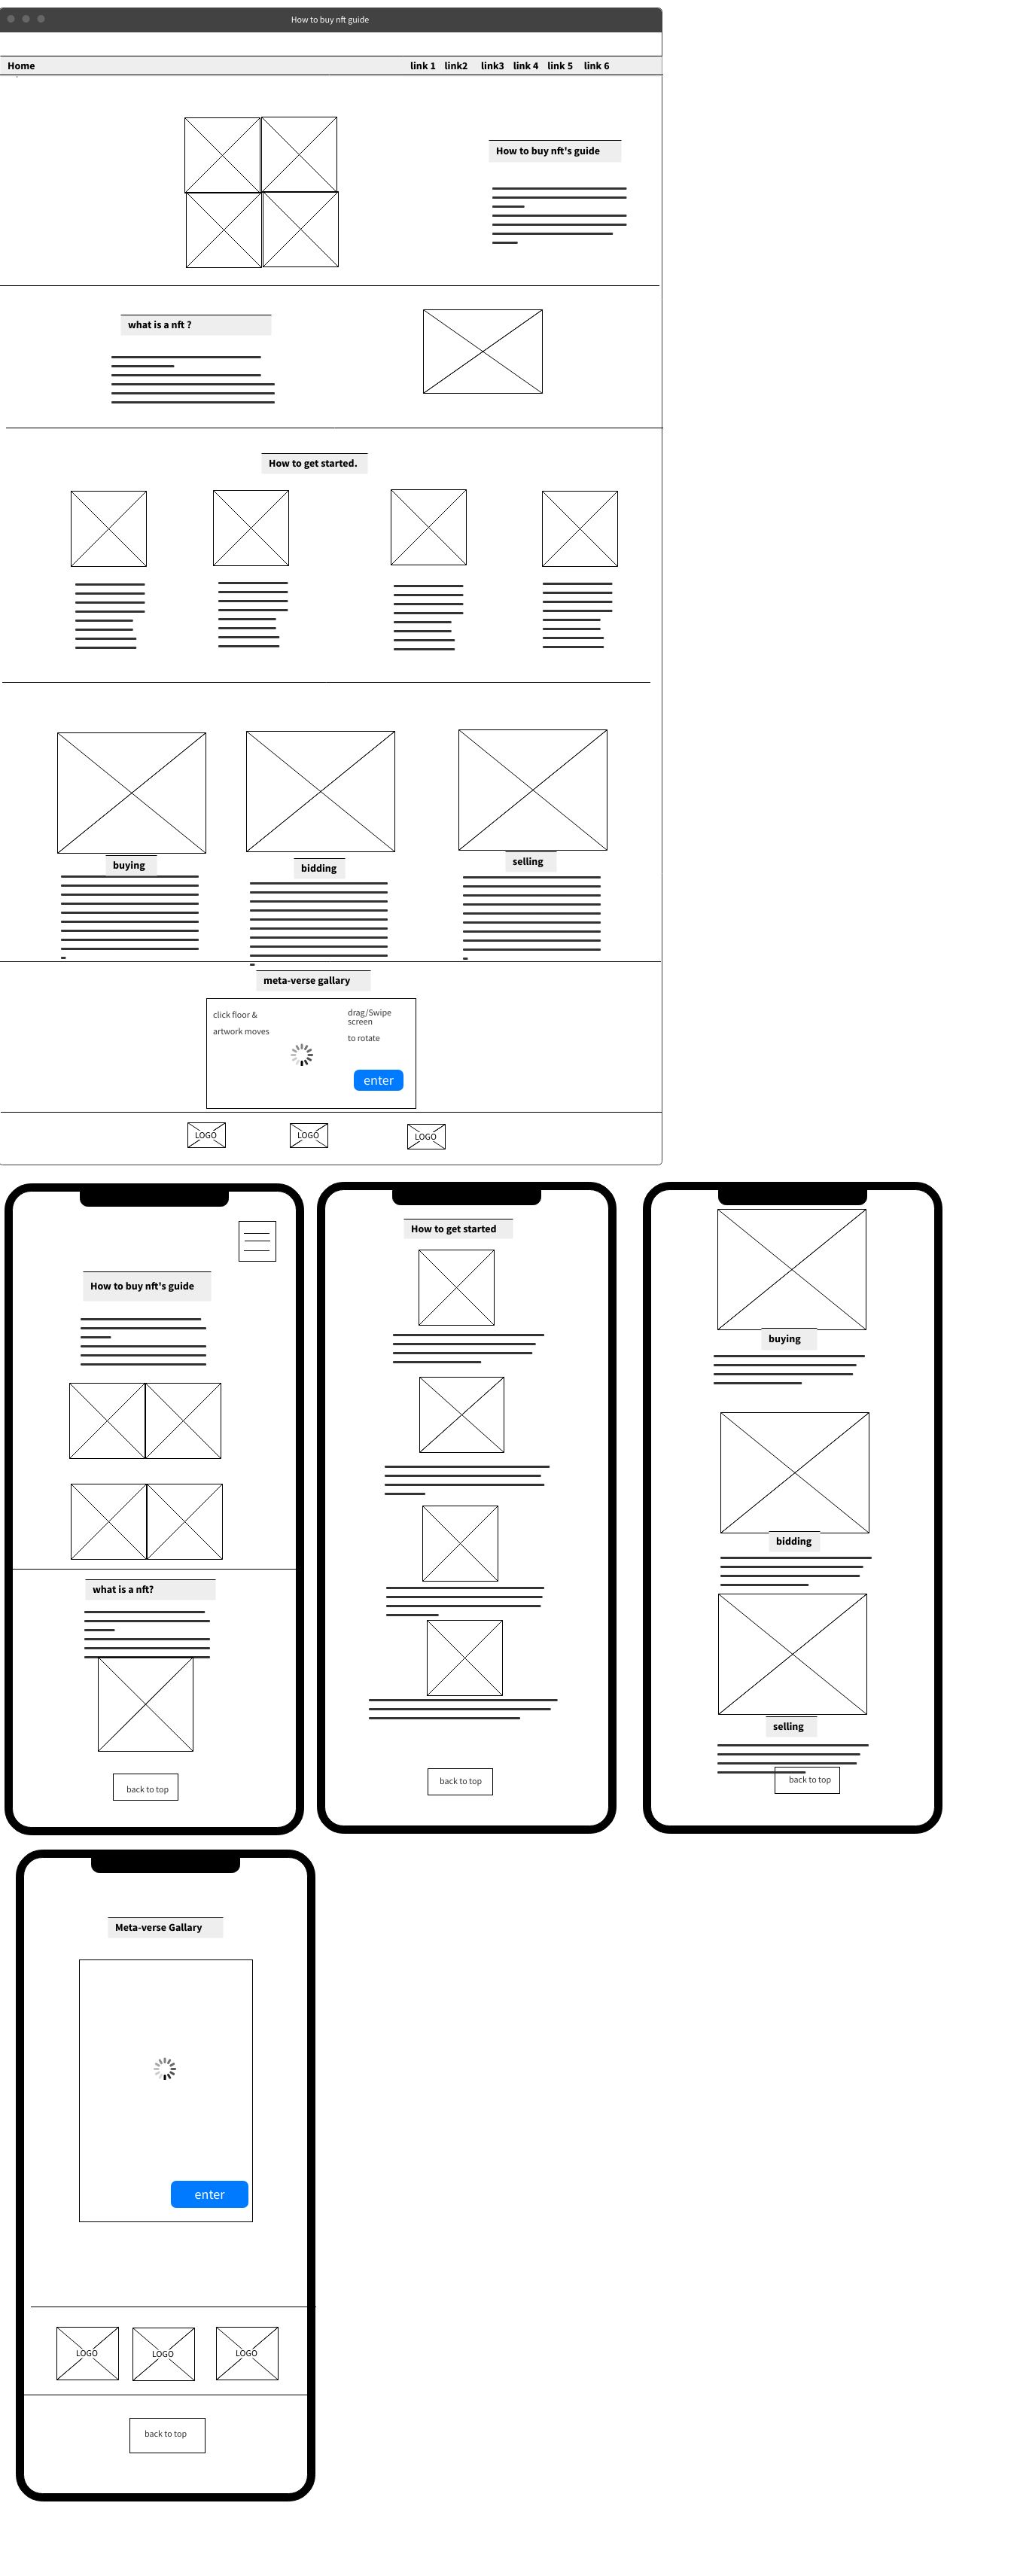 How to buy nft guide
Home link 1 link2 link3 link 4 link 5 link 6
How to buy nft's guide
what is a nft ?
How to get started.
buying
bidding
selling
meta-verse gallary
click floor &
artwork moves
drag/Swipe
screen
to rotate
enter
LOGO
LOGO
LOGO
How to buy nft's guide
what is a nft?
back to top
How to get started
back to top
buying
bidding
selling
back to top
Meta-verse Gallary
enter
LOGO
LOGO
LOGO
back to top